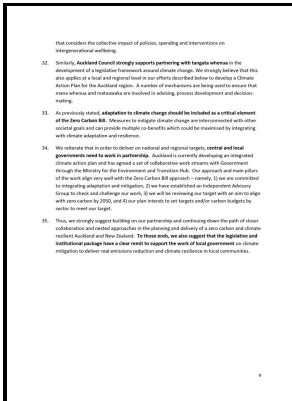 that considers the collective impact of policies, spending and interventions on
intergenerational wellbeing.
32. Similarly, Auckland Council strongly supports partnering with tangata whenua in the
development of a legislative framework around climate change. We strongly believe that this
also applies at a local and regional level in our efforts described below to develop a Climate
Action Plan for the Auckland region. A number of mechanisms are being used to ensure that
mana whenua and mataawaka are involved in advising, process development and decision-
making.
33. As previously stated, adaptation to climate change should be included as a critical element
of the Zero Carbon Bill. Measures to mitigate climate change are interconnected with other
societal goals and can provide multiple co-benefits which could be maximised by integrating
with climate adaptation and resilience.
34. We reiterate that in order to deliver on national and regional targets, central and local
governments need to work in partnership. Auckland is currently developing an integrated
climate action plan and has agreed a set of collaborative work streams with Government
through the Ministry for the Environment and Transition Hub. Our approach and main pillars
of the work align very well with the Zero Carbon Bill approach – namely, 1) we are committed
to integrating adaptation and mitigation, 2) we have established an Independent Advisory
Group to check and challenge our work, 3) we will be reviewing our target with an aim to align
with zero carbon by 2050, and 4) our plan intends to set targets and/or carbon budgets by
sector to meet our target.
35. Thus, we strongly suggest building on our partnership and continuing down the path of closer
collaboration and nested approaches in the planning and delivery of a zero carbon and climate
resilient Auckland and New Zealand. To those ends, we also suggest that the legislative and
institutional package have a clear remit to support the work of local government on climate
mitigation to deliver real emissions reduction and climate resilience in local communities.